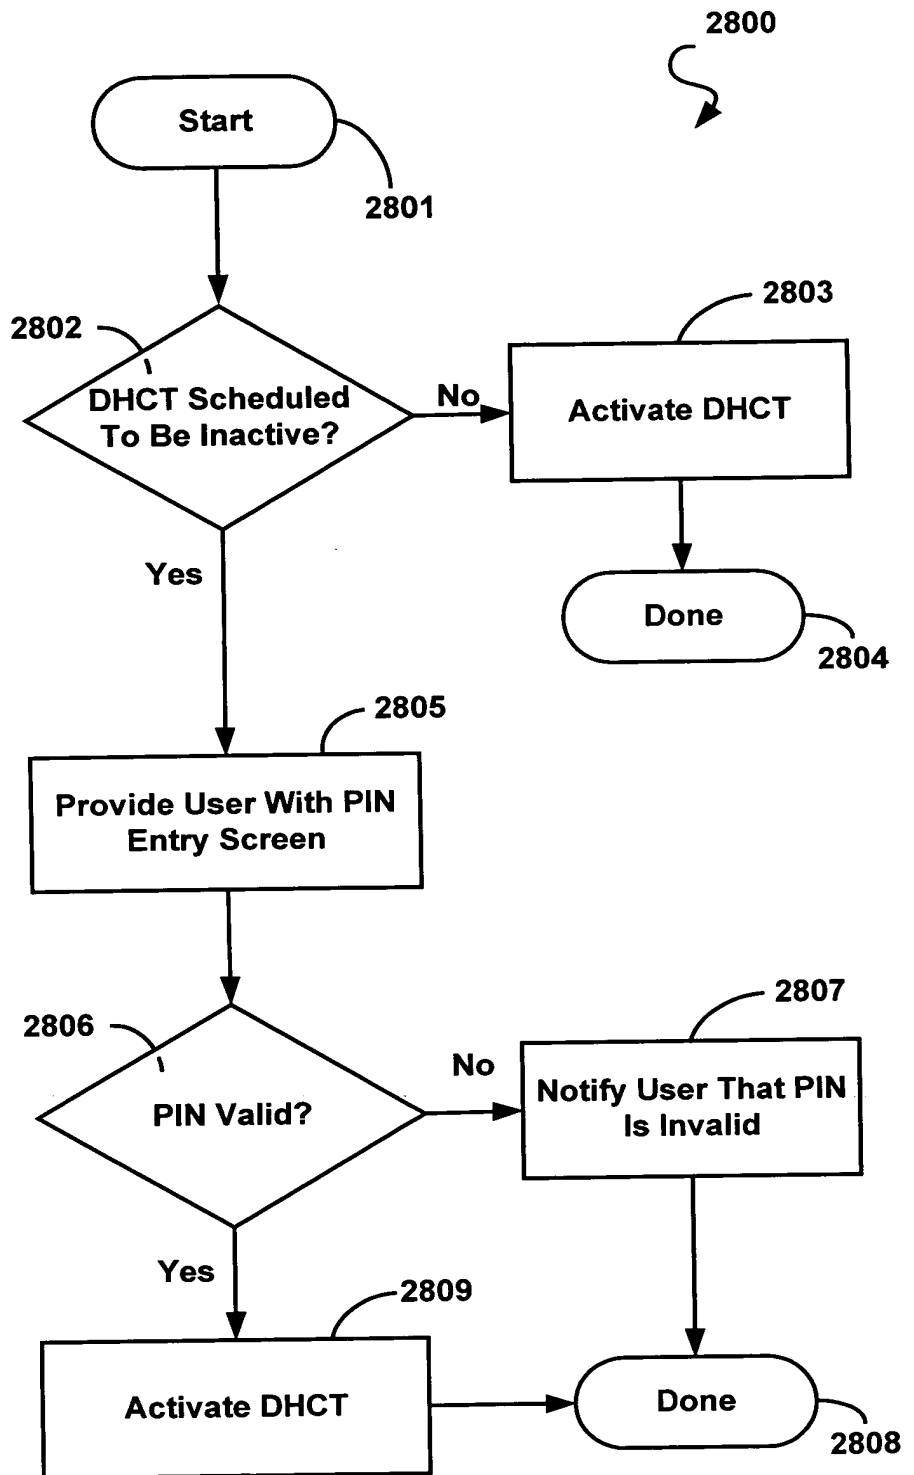 2800
Start
2801
2802
DHCT Scheduled
To Be Inactive?
No
2803
Activate DHCT
Yes
Done
2804
2805
Provide User With PIN
Entry Screen
2806
PIN Valid?
No
2807
Notify User That PIN
Is Invalid
Yes
2809
Activate DHCT
Done
2808